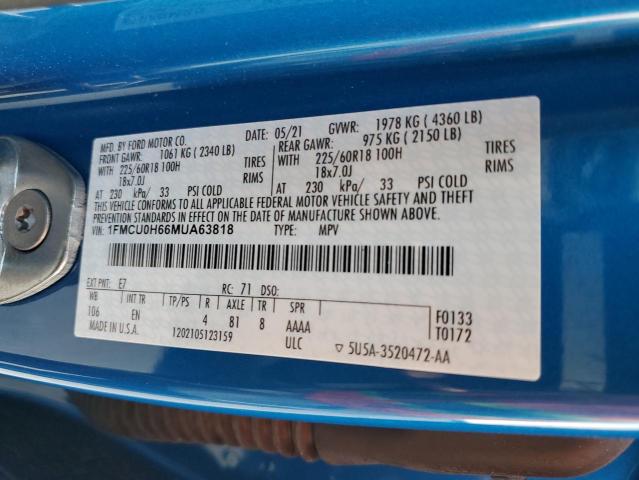 MFD. BY FORD MOTOR CO. DATE: 05/21 GVWR: 1978 KG ( 4360 LB)
FRONT GAWR: 1061 KG ( 2340 LB) REAR GAWR: 975 KG ( 2150 LB)
WITH 225/60R18 100H TIRES WITH 225/60R18 100H TIRES
18x7.0J RIMS 18x7.0J RIMS
AT 230 kPa/ 33 PSI COLD AT 230 kPa/ 33 PSI COLD
THIS VEHICLE CONFORMS TO ALL APPLICABLE FEDERAL MOTOR VEHICLE SAFETY AND THEFT
PREVENTION STANDARDS IN EFFECT ON THE DATE OF MANUFACTURE SHOWN ABOVE.
VIN: 1FMCU0H66MUA63818 TYPE: MPV
EXT PNT: E7 RC: 71 DSO:
WB INT TR TP/PS R AXLE TR SPR F0133
106 EN 4 81 8 AAAA T0172
MADE IN U.S.A. 1202105123159 ULC ▽ 5U5A-3520472-AA